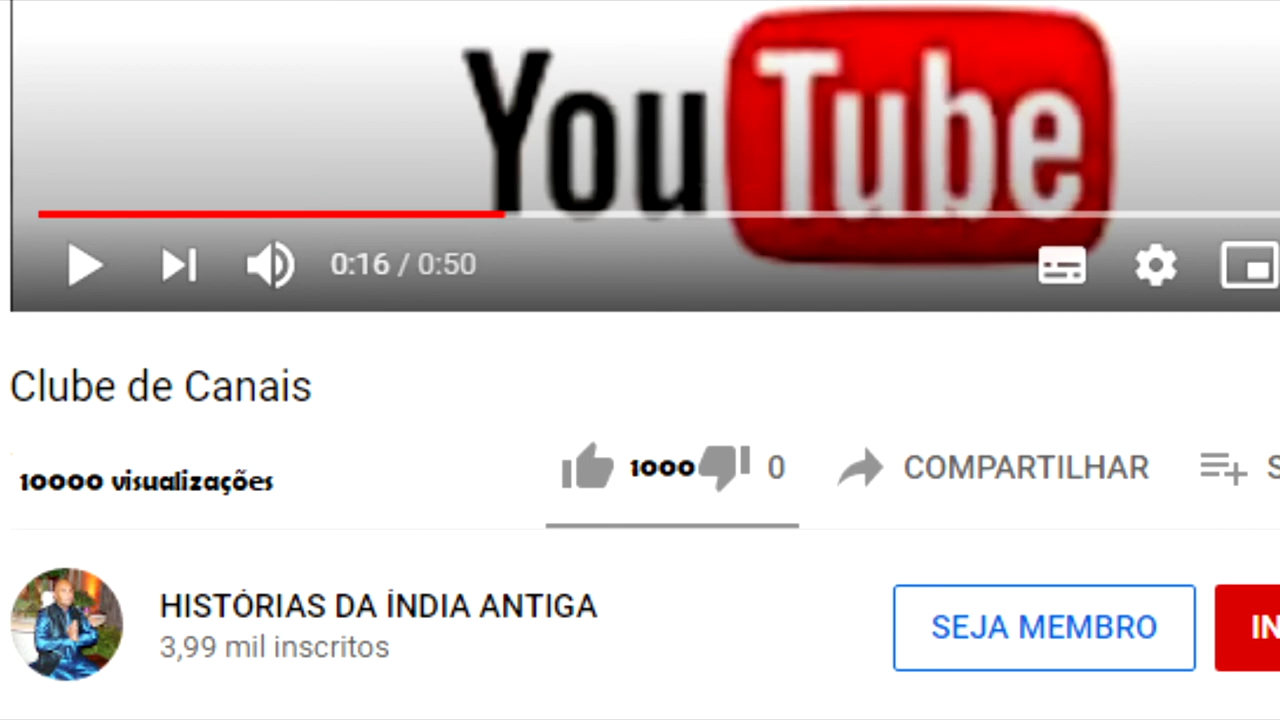 YouTube
0:16 / 0:50
Clube de Canais
10000 visualizações
1000 0 COMPARTILHAR S
HISTÓRIAS DA ÍNDIA ANTIGA
3,99 mil inscritos
SEJA MEMBRO
IN